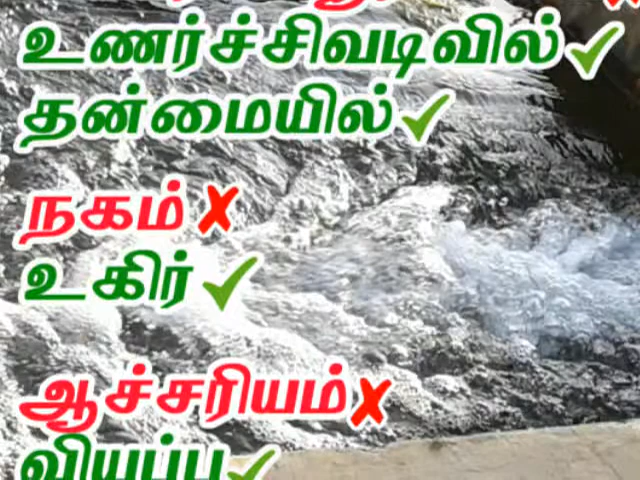 உணர்ச்சிவடிவில்
தன்மையில்
நகம்
உகிர்
ஆச்சரியம்
வியப்பு